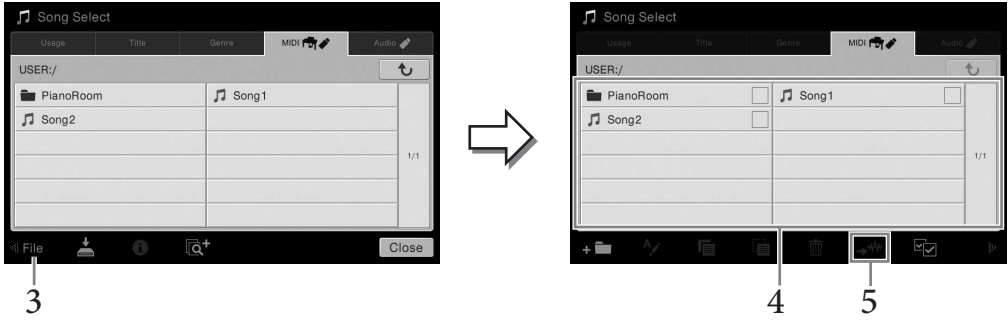 Song Select
Usage Title Genre MIDI Audio
USER:/
PianoRoom Song1
Song2
1/1
File Close
3
Song Select
Usage Title Genre MIDI Audio
USER:/
PianoRoom Song1
Song2
1/1
4 5